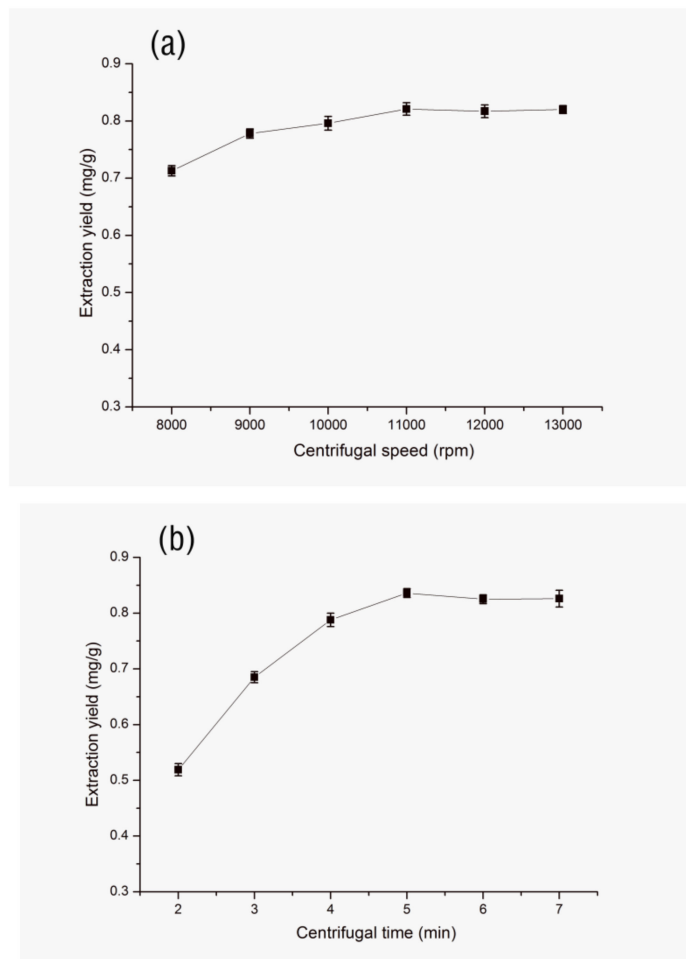 (a)
0.9
0.8
0.7
0.6
0.5
0.4
0.3
Extraction yield (mg/g)
8000 9000 10000 11000 12000 13000
Centrifugal speed (rpm)
(b)
0.9
0.8
0.7
0.6
0.5
0.4
0.3
Extraction yield (mg/g)
2 3 4 5 6 7
Centrifugal time (min)